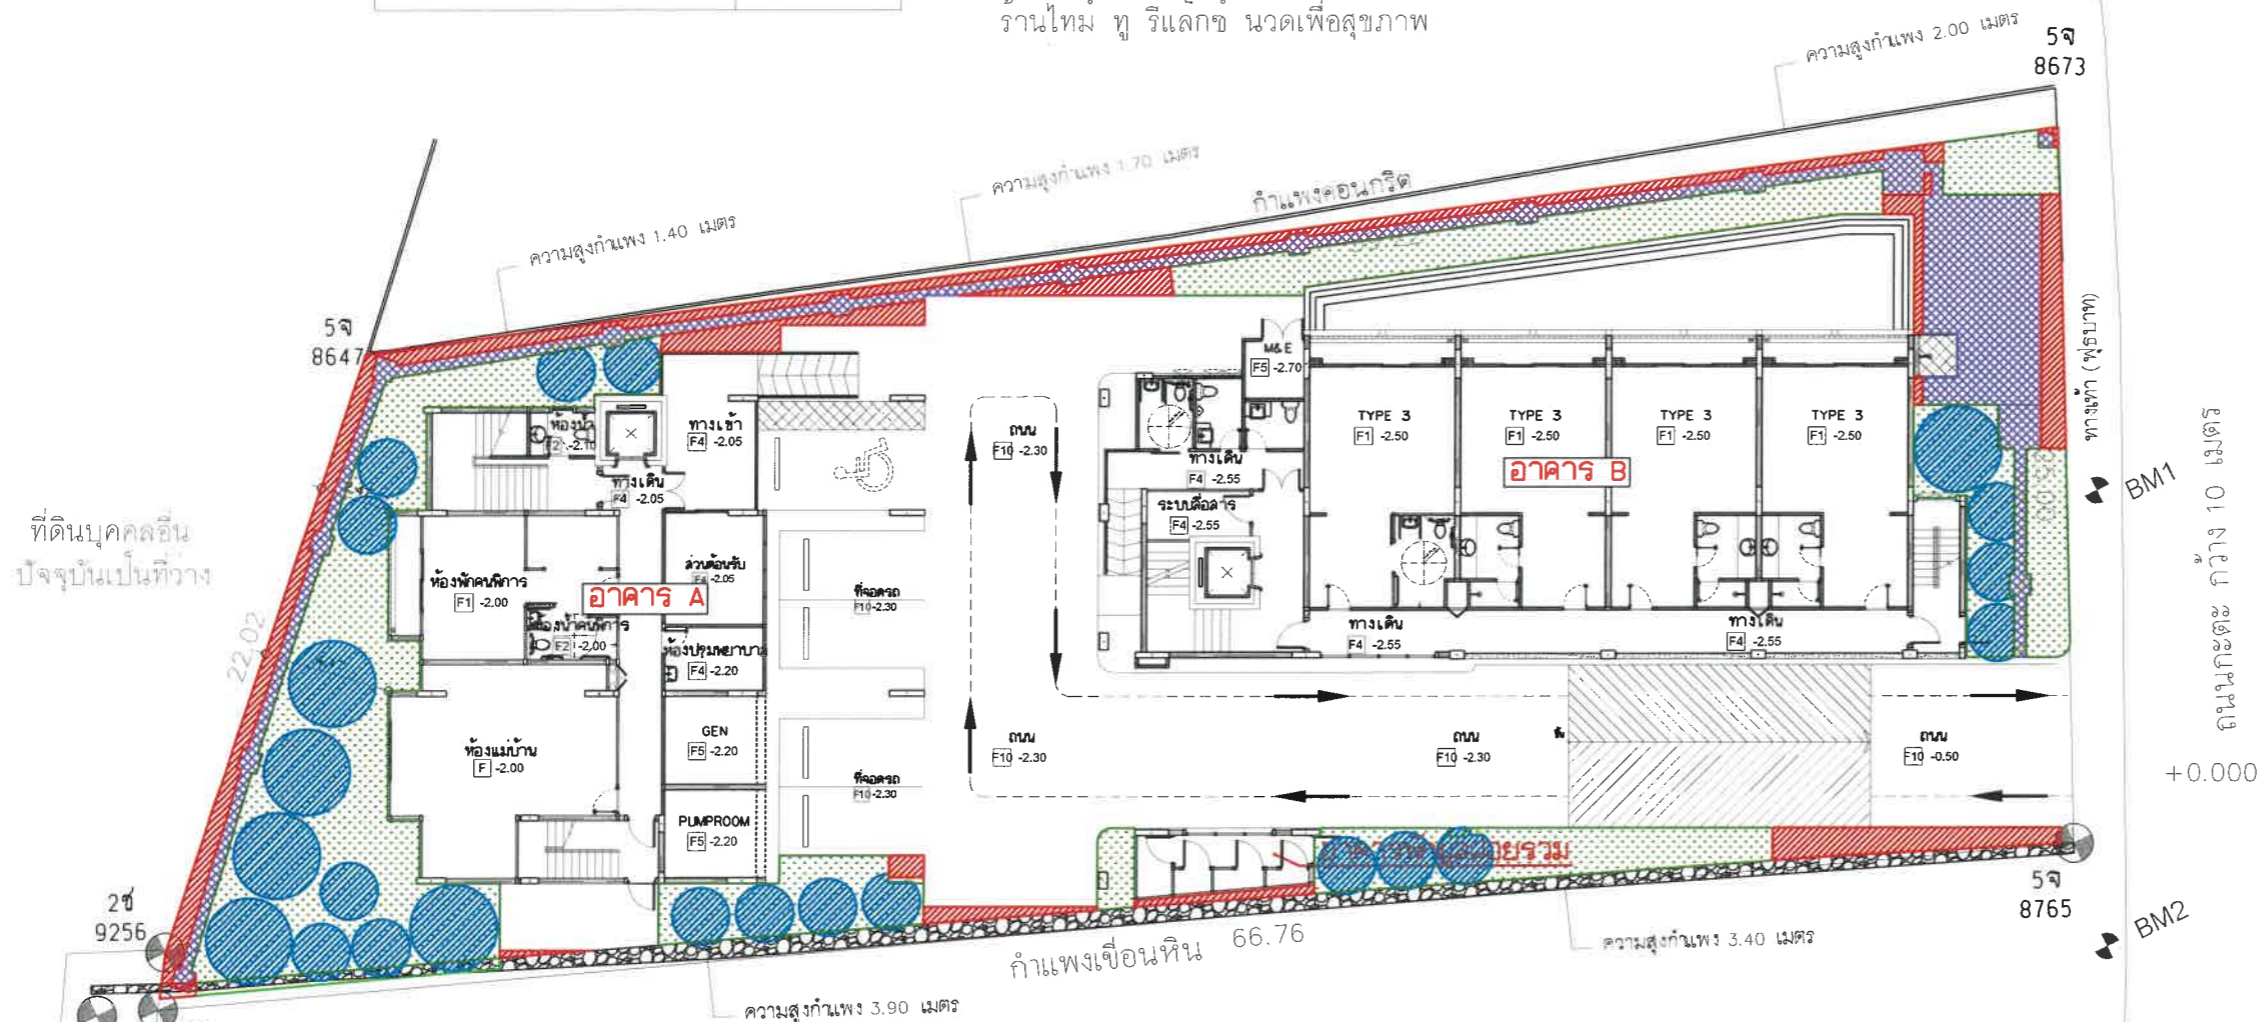 ร้านไทม์ ทู รีแล็กซ์ นวดเพื่อสุขภาพ
ความสูงกำแพง 2.00 เมตร
5จ
8673
ความสูงกำแพง 1.70 เมตร
กำแพงคอนกรีต
ความสูงกำแพง 1.40 เมตร
5จ
8647
ทางเท้า (ฟุตบาท)
ถนนกะตะ กว้าง 10 เมตร
+0.000
BM1
BM2
ที่ดินบุคคลอื่น
ปัจจุบันเป็นที่ว่าง
22.02
ห้องน้ำ
-2.10
ทางเข้า
F4 -2.05
ทางเดิน
F4 -2.05
ห้องพักคนพิการ
F1 -2.00
อาคาร A
ส่วนต้อนรับ
F4 -2.05
ห้องน้ำคนพิการ
F2 -2.00
ห้องปฐมพยาบาล
F4 -2.20
ห้องแม่บ้าน
F -2.00
GEN
F5 -2.20
PUMPROOM
F5 -2.20
ที่จอดรถ
F10 -2.30
ที่จอดรถ
F10 -2.30
ถนน
F10 -2.30
ถนน
F10 -2.30
M&E
F5 -2.70
ทางเดิน
F4 -2.55
ระบบสื่อสาร
F4 -2.55
TYPE 3
F1 -2.50
TYPE 3
F1 -2.50
TYPE 3
F1 -2.50
TYPE 3
F1 -2.50
อาคาร B
ทางเดิน
F4 -2.55
ทางเดิน
F4 -2.55
ถนน
F10 -2.30
ถนน
F10 -0.50
5จ
8765
2ช
9256
กำแพงเขื่อนหิน
66.76
ความสูงกำแพง 3.40 เมตร
ความสูงกำแพง 3.90 เมตร